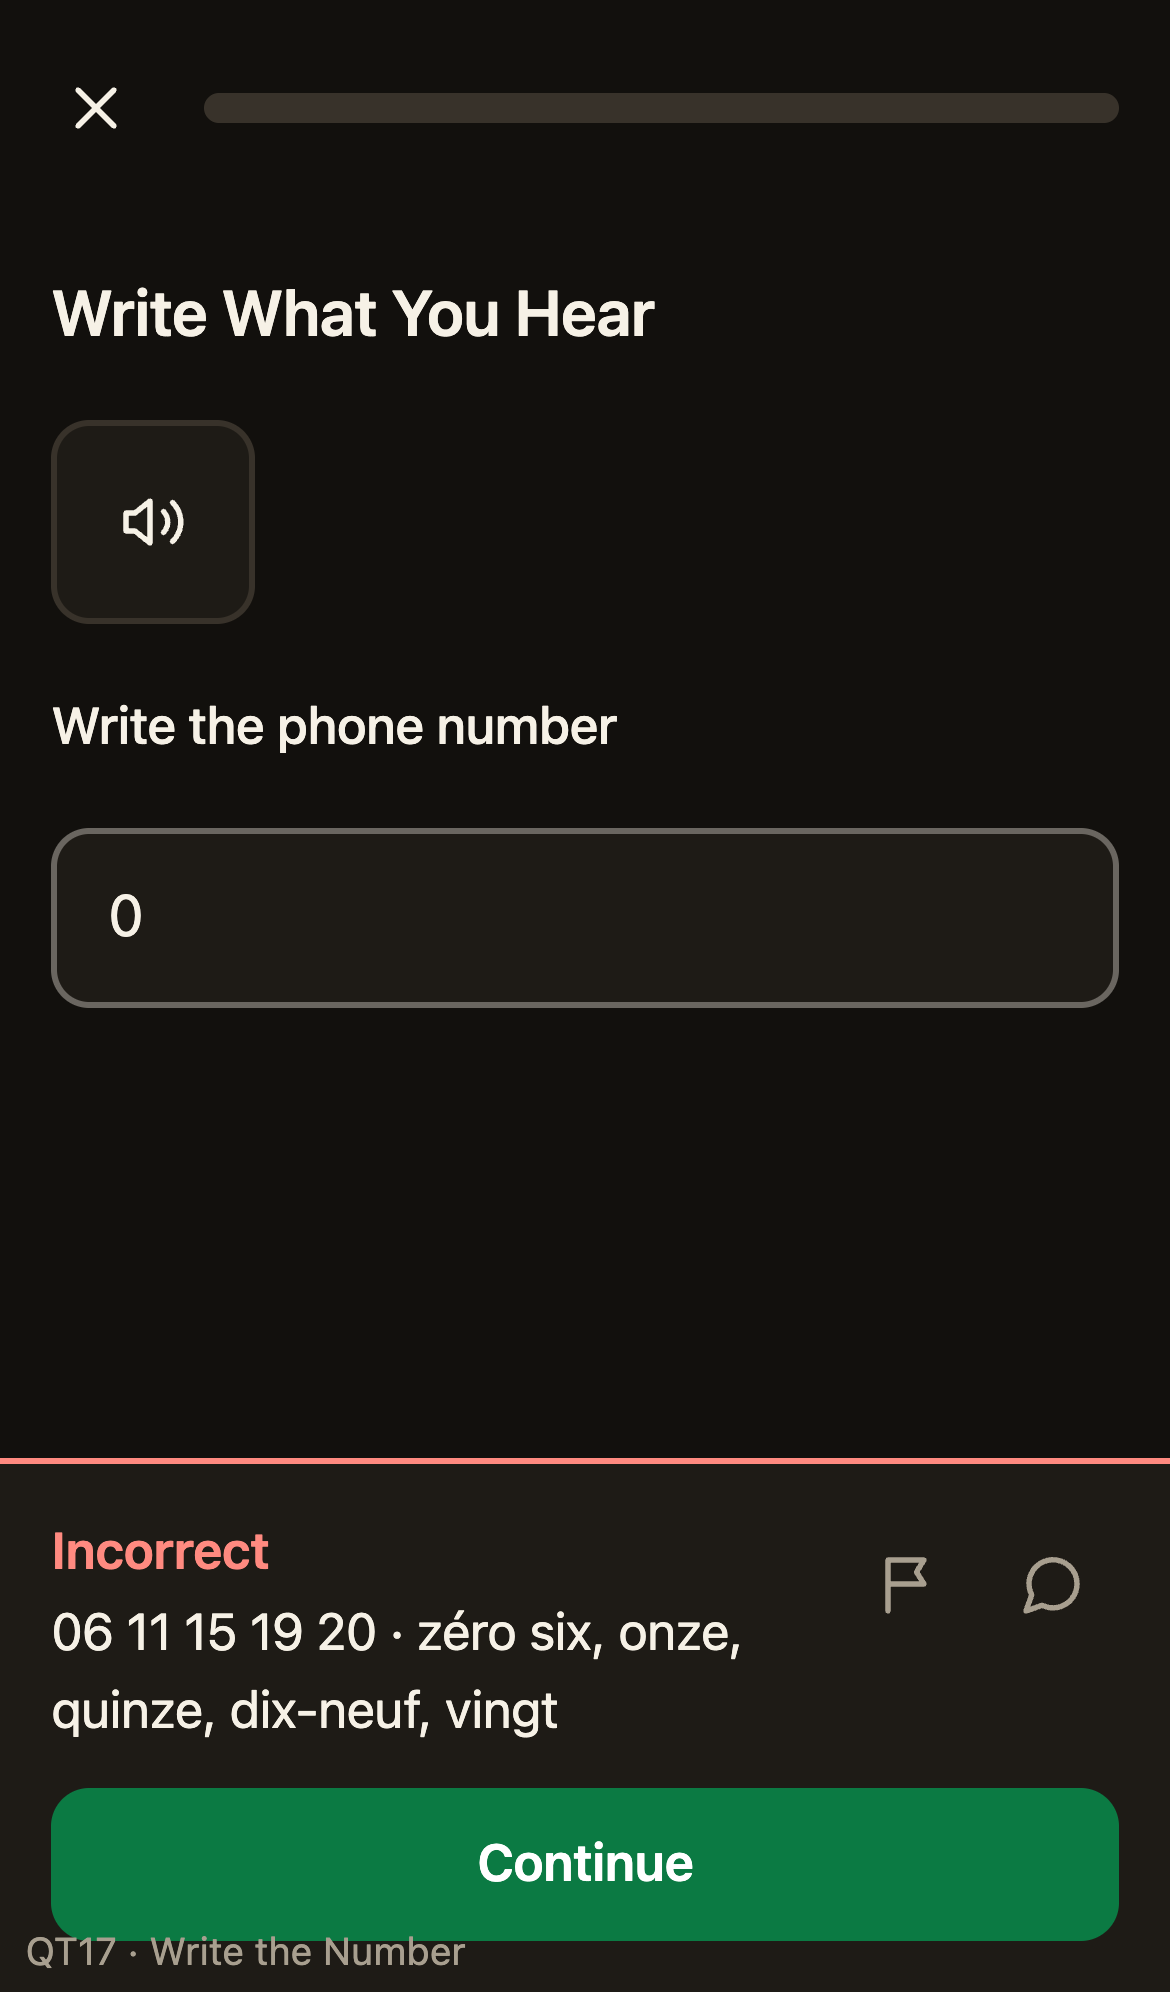 Write What You Hear
Write the phone number
0
Incorrect
06 11 15 19 20 · zéro six, onze,
quinze, dix-neuf, vingt
Continue
QT17 · Write the Number